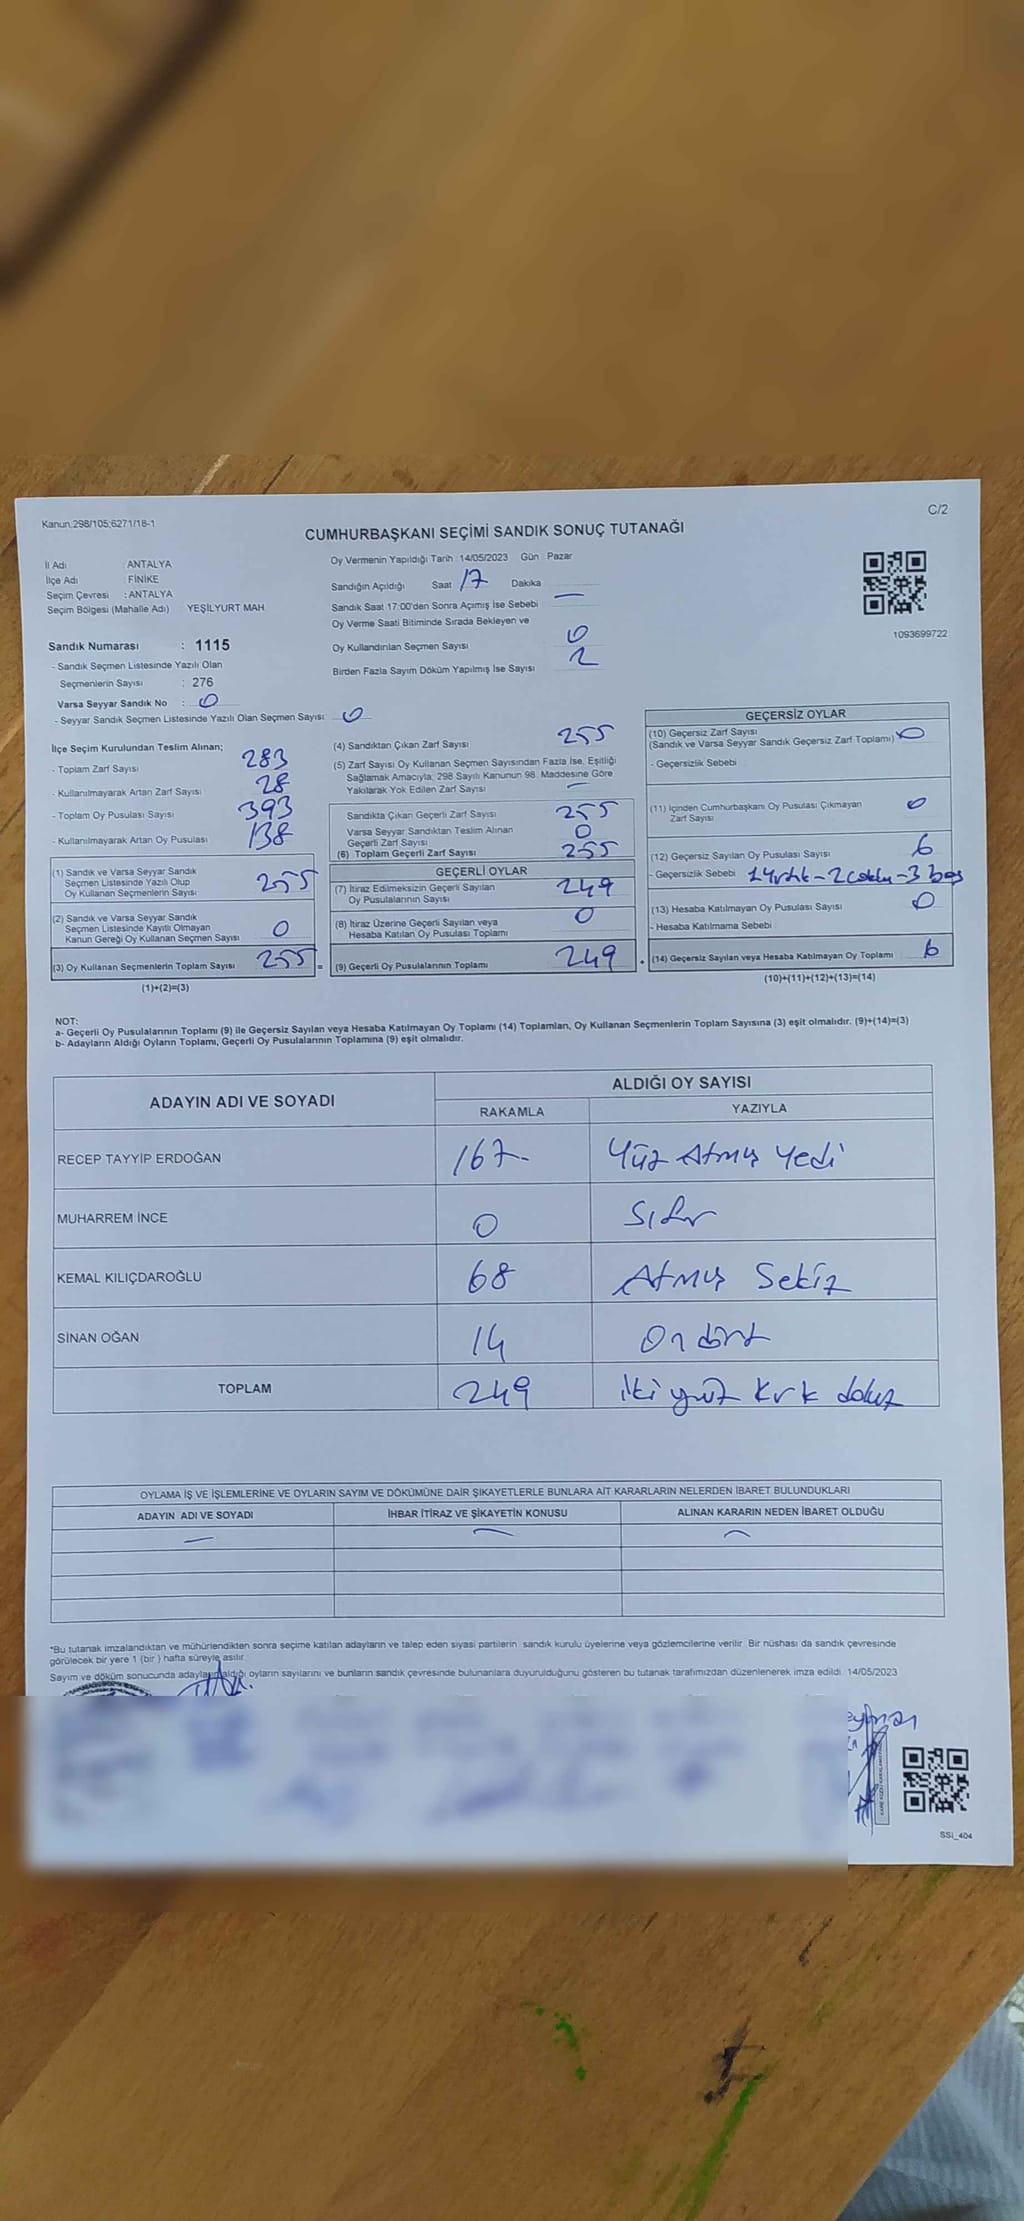 Kanun;298/105;6271/18-1
C/2
CUMHURBAŞKANI SEÇİMİ SANDIK SONUÇ TUTANAĞI
İl Adı : ANTALYA
İlçe Adı : FİNİKE
Seçim Çevresi : ANTALYA
Seçim Bölgesi (Mahalle Adı) YEŞİLYURT MAH.
Sandık Numarası : 1115
- Sandık Seçmen Listesinde Yazılı Olan
Seçmenlerin Sayısı : 276
Varsa Seyyar Sandık No : 0
- Seyyar Sandık Seçmen Listesinde Yazılı Olan Seçmen Sayısı: 0
Oy Vermenin Yapıldığı Tarih :14/05/2023 Gün : Pazar
Sandığın Açıldığı Saat 17 Dakika —
Sandık Saat 17:00'den Sonra Açımış İse Sebebi
Oy Verme Saati Bitiminde Sırada Bekleyen ve
Oy Kullandırılan Seçmen Sayısı 0
Birden Fazla Sayım Döküm Yapılmış İse Sayısı 2
1093699722
İlçe Seçim Kurulundan Teslim Alınan;
- Toplam Zarf Sayısı 283
- Kullanılmayarak Artan Zarf Sayısı 28
- Toplam Oy Pusulası Sayısı 393
- Kullanılmayarak Artan Oy Pusulası 138
(1) Sandık ve Varsa Seyyar Sandık
Seçmen Listesinde Yazılı Olup
Oy Kullanan Seçmenlerin Sayısı 255
(2) Sandık ve Varsa Seyyar Sandık
Seçmen Listesinde Kayıtlı Olmayan
Kanun Gereği Oy Kullanan Seçmen Sayısı 0
(3) Oy Kullanan Seçmenlerin Toplam Sayısı 255 =
(1)+(2)=(3)
(4) Sandıktan Çıkan Zarf Sayısı 255
(5) Zarf Sayısı Oy Kullanan Seçmen Sayısından Fazla İse, Eşitliği
Sağlamak Amacıyla; 298 Sayılı Kanunun 98. Maddesine Göre
Yakılarak Yok Edilen Zarf Sayısı —
Sandıkta Çıkan Geçerli Zarf Sayısı 255
Varsa Seyyar Sandıktan Teslim Alınan
Geçerli Zarf Sayısı 0
(6) Toplam Geçerli Zarf Sayısı 255
GEÇERLİ OYLAR
(7) İtiraz Edilmeksizin Geçerli Sayılan
Oy Pusulalarının Sayısı 249
(8) İtiraz Üzerine Geçerli Sayılan veya
Hesaba Katılan Oy Pusulası Toplamı 0
(9) Geçerli Oy Pusulalarının Toplamı 249
GEÇERSİZ OYLAR
(10) Geçersiz Zarf Sayısı
(Sandık ve Varsa Seyyar Sandık Geçersiz Zarf Toplamı) 0
- Geçersizlik Sebebi
(11) İçinden Cumhurbaşkanı Oy Pusulası Çıkmayan
Zarf Sayısı 0
(12) Geçersiz Sayılan Oy Pusulası Sayısı 6
- Geçersizlik Sebebi 1 Yırtık - 2 çoklu - 3 boş
(13) Hesaba Katılmayan Oy Pusulası Sayısı 0
- Hesaba Katılmama Sebebi
(14) Geçersiz Sayılan veya Hesaba Katılmayan Oy Toplamı 6
(10)+(11)+(12)+(13)=(14)
NOT:
a- Geçerli Oy Pusulalarının Toplamı (9) ile Geçersiz Sayılan veya Hesaba Katılmayan Oy Toplamı (14) Toplamları, Oy Kullanan Seçmenlerin Toplam Sayısına (3) eşit olmalıdır. (9)+(14)=(3)
b- Adayların Aldığı Oyların Toplamı, Geçerli Oy Pusulalarının Toplamına (9) eşit olmalıdır.
ADAYIN ADI VE SOYADI
ALDIĞI OY SAYISI
RAKAMLA YAZIYLA
RECEP TAYYİP ERDOĞAN 167 Yüz Atmış Yedi
MUHARREM İNCE 0 Sıfır
KEMAL KILIÇDAROĞLU 68 Atmış Sekiz
SİNAN OĞAN 14 On dört
TOPLAM 249 iki yüz kırk dokuz
OYLAMA İŞ VE İŞLEMLERİNE VE OYLARIN SAYIM VE DÖKÜMÜNE DAİR ŞİKAYETLERLE BUNLARA AİT KARARLARIN NELERDEN İBARET BULUNDUKLARI
ADAYIN ADI VE SOYADI İHBAR İTİRAZ VE ŞİKAYETİN KONUSU ALINAN KARARIN NEDEN İBARET OLDUĞU
*Bu tutanak imzalandıktan ve mühürlendikten sonra seçime katılan adayların ve talep eden siyasi partilerin sandık kurulu üyelerine veya gözlemcilerine verilir. Bir nüshası da sandık çevresinde
görülecek bir yere 1 (bir) hafta süreyle asılır.
Sayım ve döküm sonucunda adayların aldığı oyların sayılarını ve bunların sandık çevresinde bulunanlara duyurulduğunu gösteren bu tutanak tarafımızdan düzenlenerek imza edildi. 14/05/2023
SSI_404